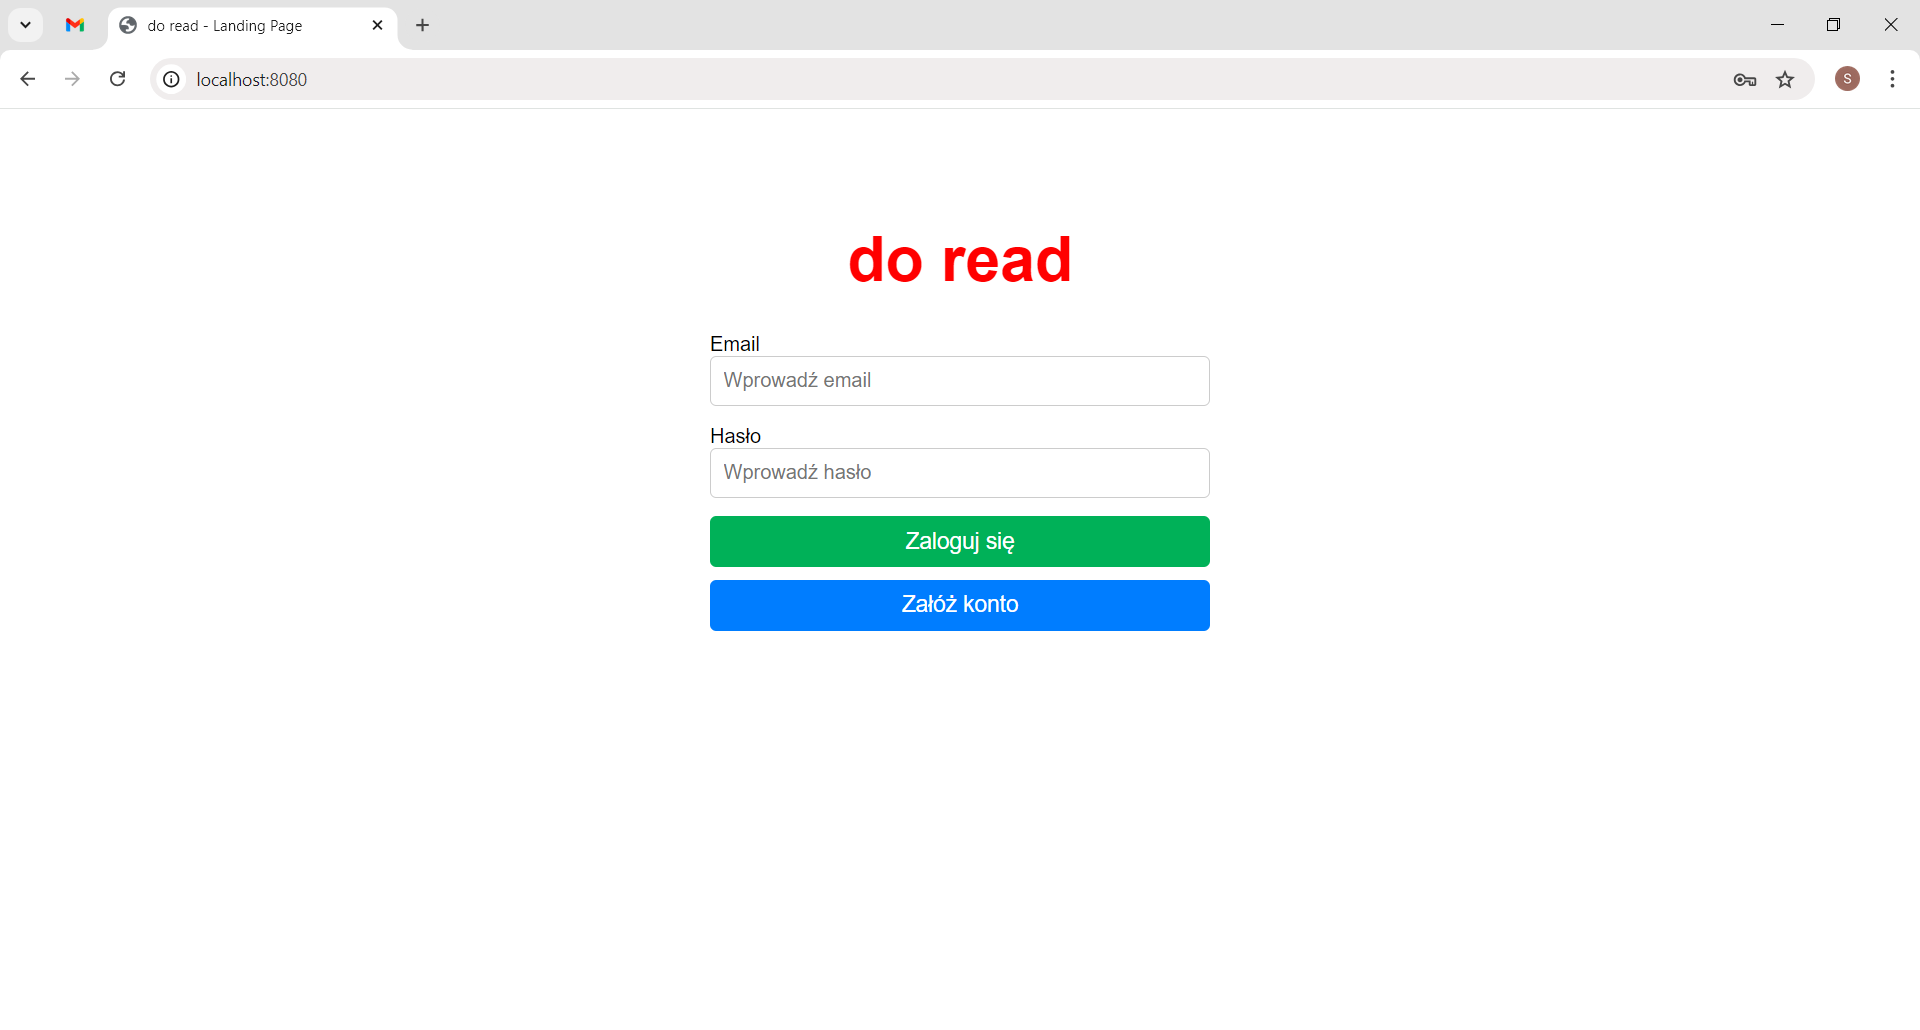 do read - Landing Page
localhost:8080
S
do read
Email
Wprowadź email
Hasło
Wprowadź hasło
Zaloguj się
Załóż konto